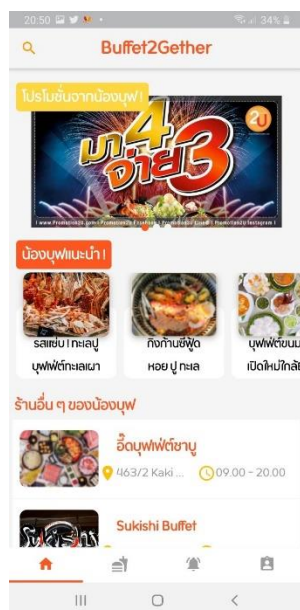 20:50
34%
Buffet2Gether
โปรโมชั่นจากน้องบุฟ !
มา 4
จ่าย 3
2U
น้องบุฟแนะนำ !
รสแซ่บ ! ทะเลปู
บุฟเฟ่ต์ทะเลเผา
กิ้งก้านซีฟู้ด
หอย ปู ทะเล
บุฟเฟ่ต์ขนม
เปิดใหม่ใกล้
ร้านอื่น ๆ ของน้องบุฟ
อี๊ดบุฟเฟ่ต์ชาบู
463/2 Kaki ...
09.00 - 20.00
Sukishi Buffet